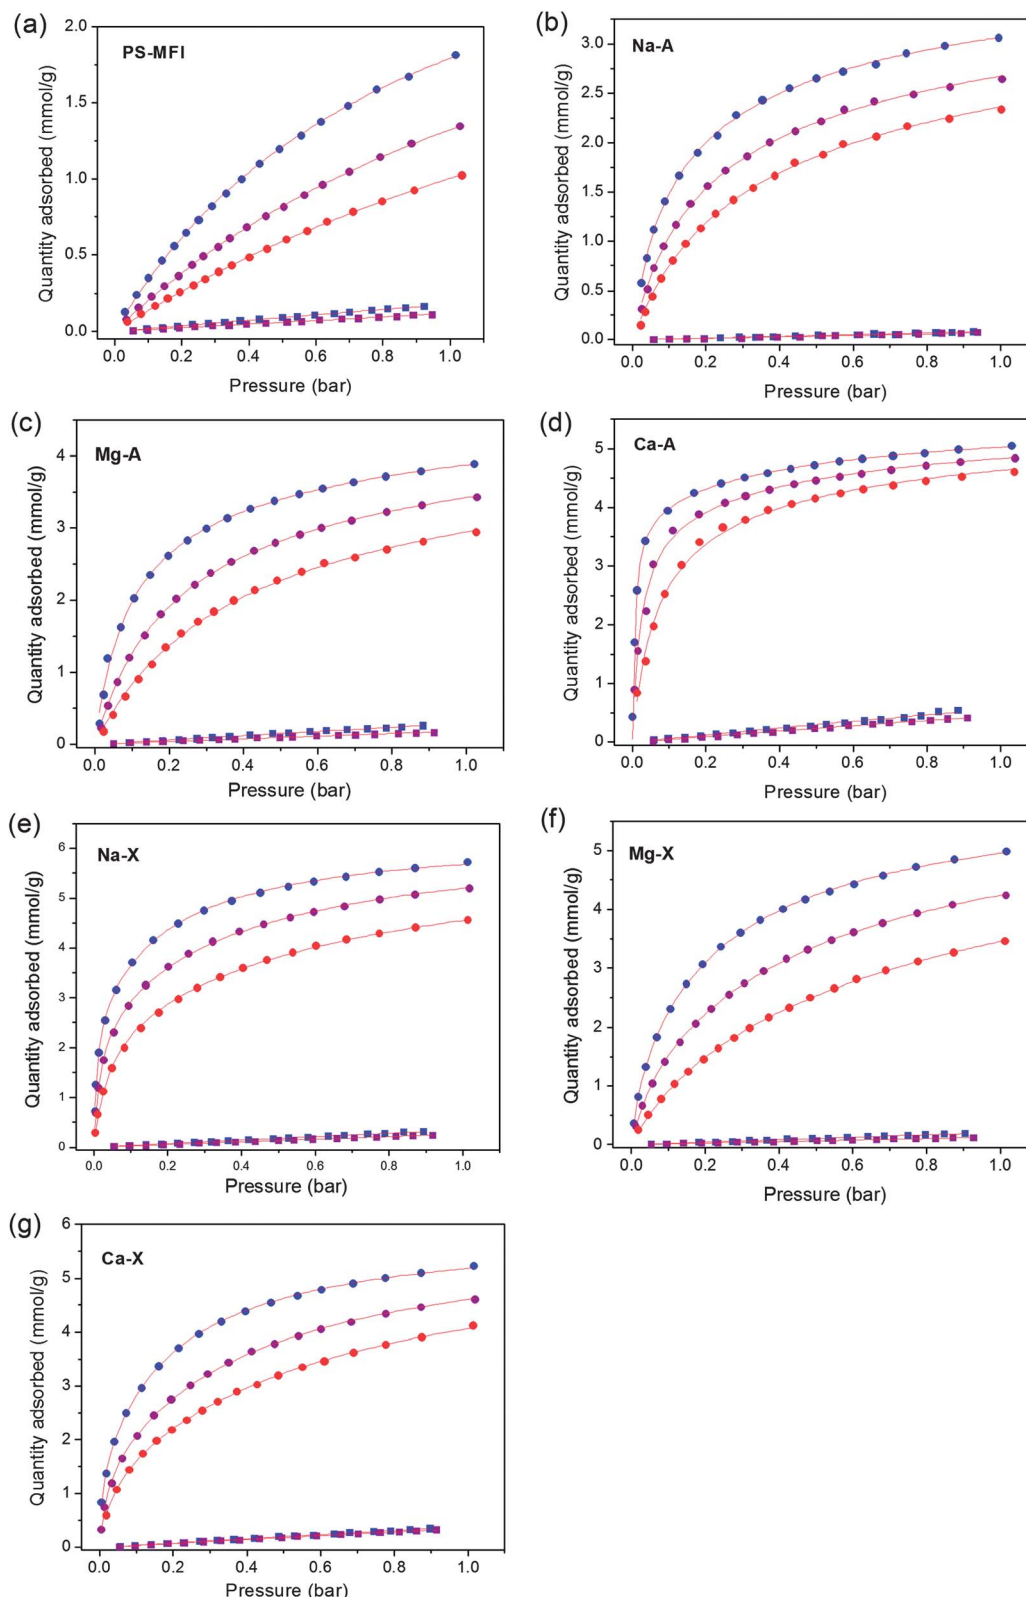 (a)
PS-MFI
Quantity adsorbed (mmol/g)
2.0
1.5
1.0
0.5
0.0
0.0 0.2 0.4 0.6 0.8 1.0
Pressure (bar)
(b)
Na-A
Quantity adsorbed (mmol/g)
3.0
2.5
2.0
1.5
1.0
0.5
0.0
0.0 0.2 0.4 0.6 0.8 1.0
Pressure (bar)
(c)
Mg-A
Quantity adsorbed (mmol/g)
4
3
2
1
0
0.0 0.2 0.4 0.6 0.8 1.0
Pressure (bar)
(d)
Ca-A
Quantity adsorbed (mmol/g)
5
4
3
2
1
0
0.0 0.2 0.4 0.6 0.8 1.0
Pressure (bar)
(e)
Na-X
Quantity adsorbed (mmol/g)
6
5
4
3
2
1
0
0.0 0.2 0.4 0.6 0.8 1.0
Pressure (bar)
(f)
Mg-X
Quantity adsorbed (mmol/g)
5
4
3
2
1
0
0.0 0.2 0.4 0.6 0.8 1.0
Pressure (bar)
(g)
Ca-X
Quantity adsorbed (mmol/g)
6
5
4
3
2
1
0
0.0 0.2 0.4 0.6 0.8 1.0
Pressure (bar)